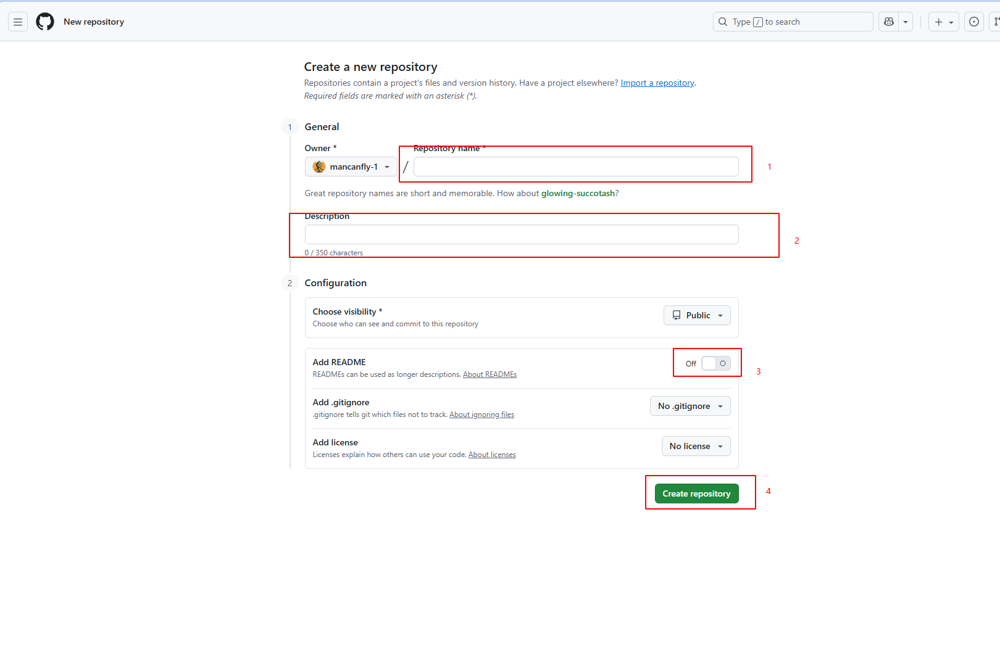 New repository
Type / to search
Create a new repository
Repositories contain a project's files and version history. Have a project elsewhere? Import a repository.
Required fields are marked with an asterisk (*).
1 General
Owner *
Repository name *
mancanfly-1 /
1
Great repository names are short and memorable. How about glowing-succotash?
Description
2
0 / 350 characters
2 Configuration
Choose visibility *
Choose who can see and commit to this repository
Public
Add README
READMEs can be used as longer descriptions. About READMEs
Off
3
Add .gitignore
.gitignore tells git which files not to track. About ignoring files
No .gitignore
Add license
Licenses explain how others can use your code. About licenses
No license
Create repository
4